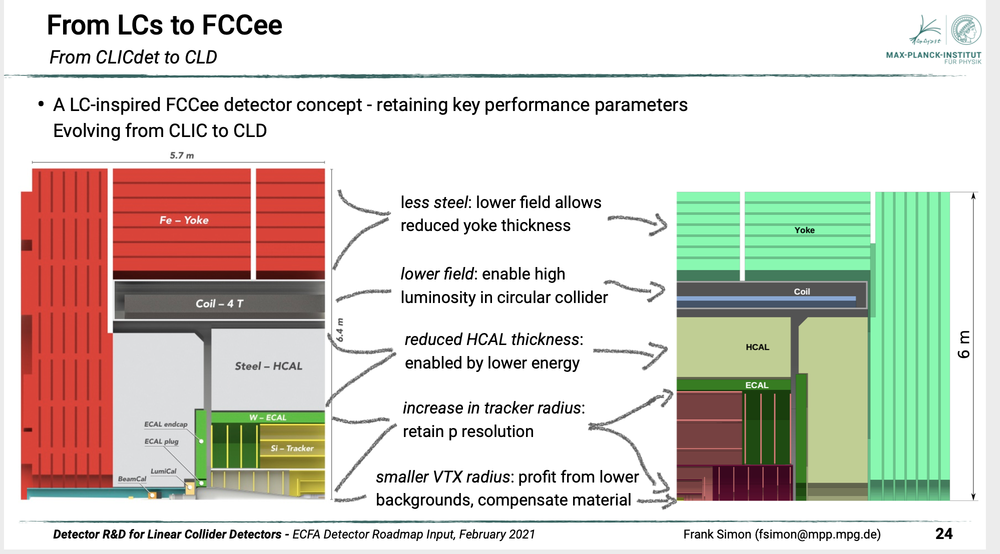 From LCs to FCCee
From CLICdet to CLD
MAX-PLANCK-INSTITUT
FÜR PHYSIK
• A LC-inspired FCCee detector concept - retaining key performance parameters
Evolving from CLIC to CLD
5.7 m
Fe – Yoke
Coil – 4 T
6.4 m
Steel – HCAL
W – ECAL
ECAL endcap
ECAL plug
Si – Tracker
LumiCal
BeamCal
less steel: lower field allows
reduced yoke thickness
lower field: enable high
luminosity in circular collider
reduced HCAL thickness:
enabled by lower energy
increase in tracker radius:
retain p resolution
smaller VTX radius: profit from lower
backgrounds, compensate material
Yoke
Coil
HCAL
ECAL
6 m
Detector R&D for Linear Collider Detectors - ECFA Detector Roadmap Input, February 2021
Frank Simon (fsimon@mpp.mpg.de)
24